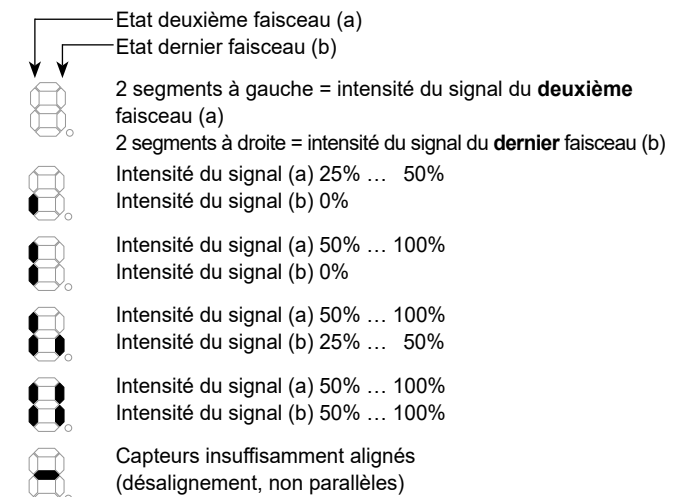 Etat deuxième faisceau (a)
Etat dernier faisceau (b)
2 segments à gauche = intensité du signal du deuxième
faisceau (a)
2 segments à droite = intensité du signal du dernier faisceau (b)
Intensité du signal (a) 25% … 50%
Intensité du signal (b) 0%
Intensité du signal (a) 50% … 100%
Intensité du signal (b) 0%
Intensité du signal (a) 50% … 100%
Intensité du signal (b) 25% … 50%
Intensité du signal (a) 50% … 100%
Intensité du signal (b) 50% … 100%
Capteurs insuffisamment alignés
(désalignement, non parallèles)